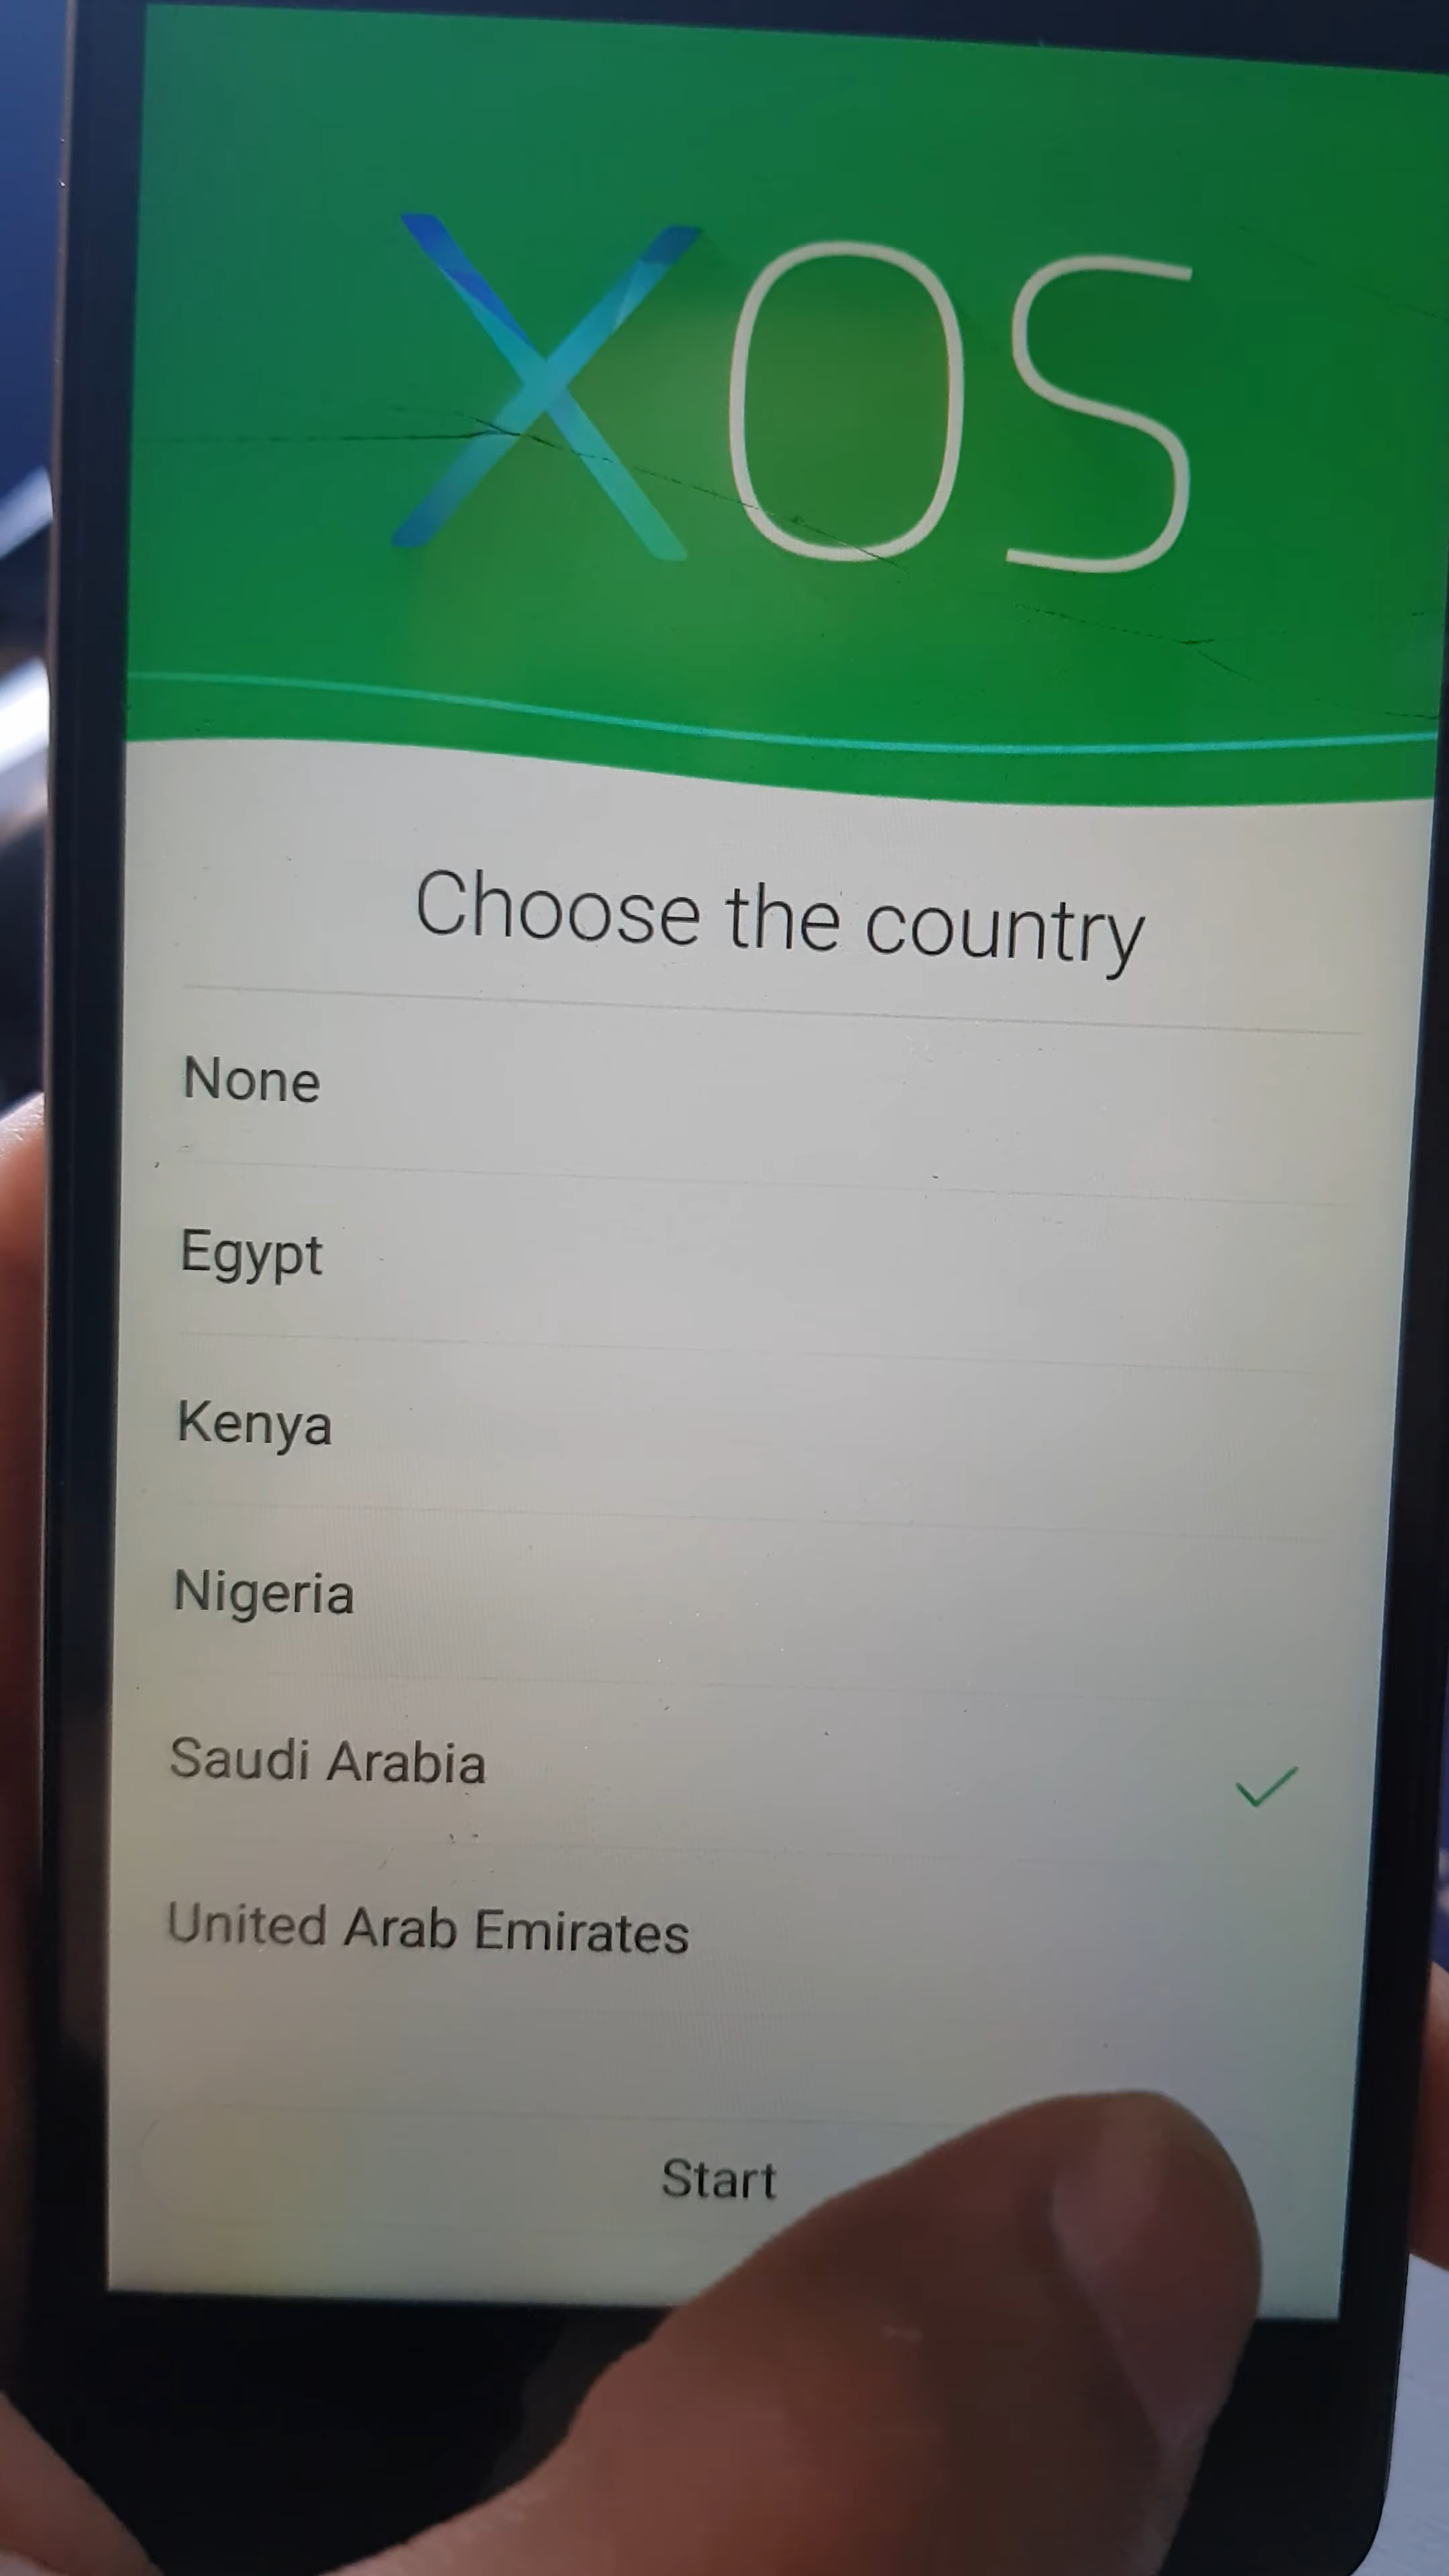 XOS
Choose the country
None
Egypt
Kenya
Nigeria
Saudi Arabia
United Arab Emirates
Start